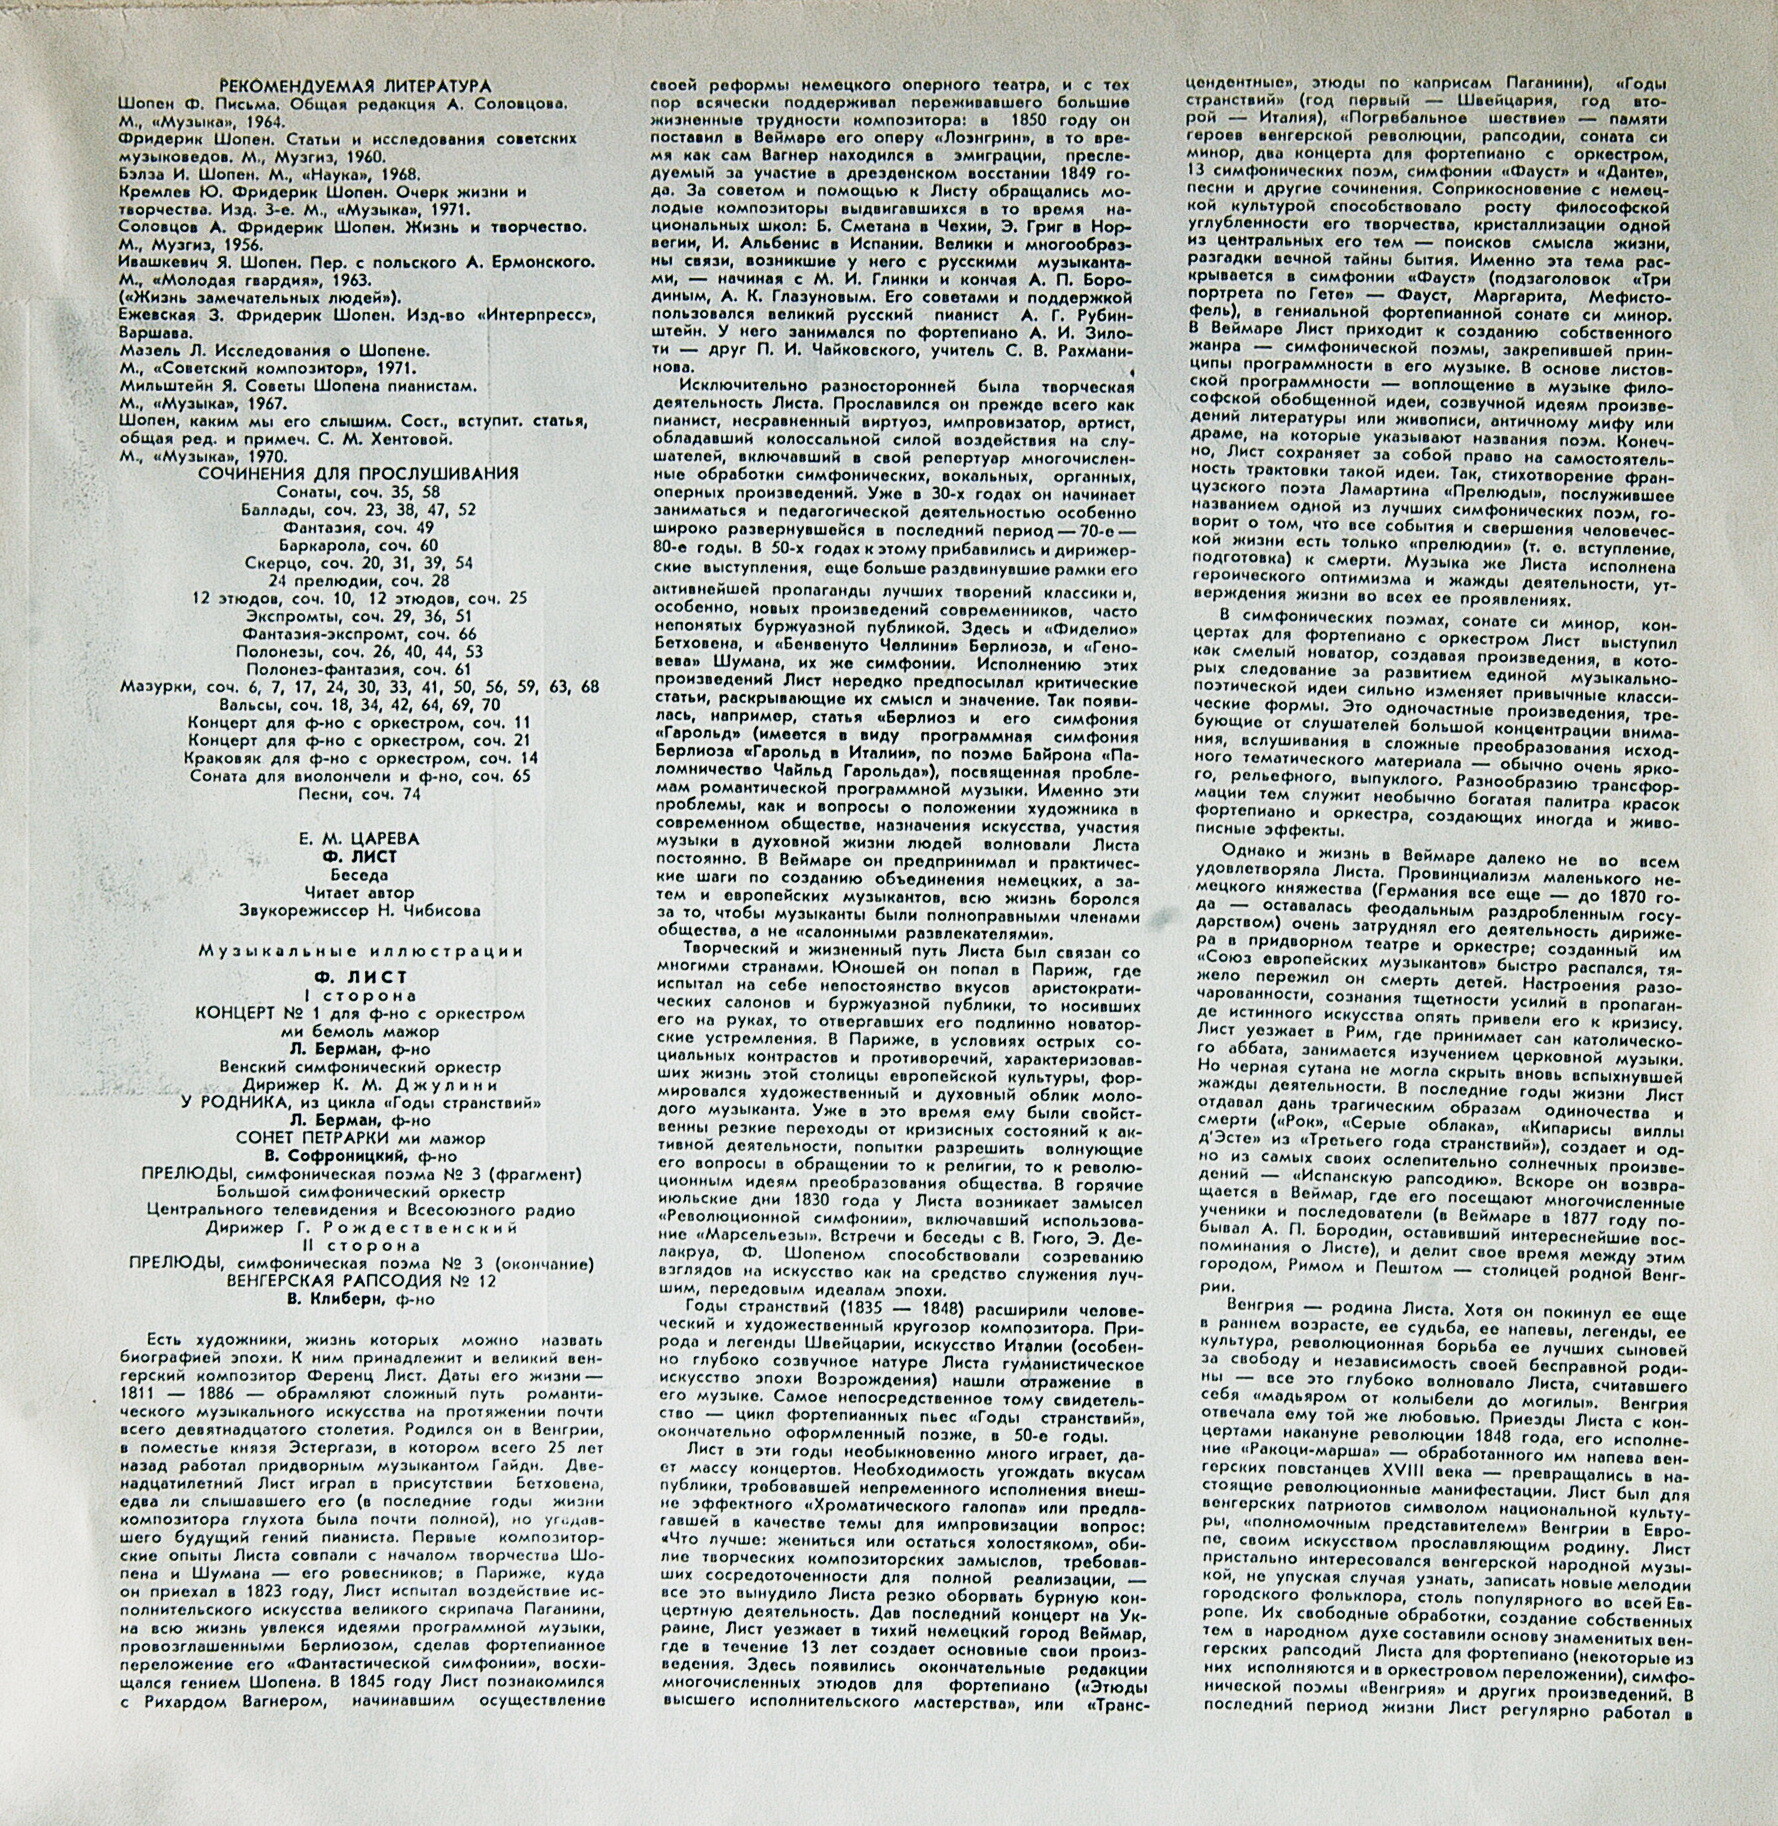 РЕКОМЕНДУЕМАЯ ЛИТЕРАТУРА
Шопен Ф. Письма. Общая редакция А. Соловцова.
М., «Музыка», 1964.
Фридерик Шопен. Статьи и исследования советских
музыковедов. М., Музгиз, 1960.
Бэлза И. Шопен. М., «Наука», 1968.
Кремлев Ю. Фридерик Шопен. Очерк жизни и
творчества. Изд. 3-е. М., «Музыка», 1971.
Соловцов А. Фридерик Шопен. Жизнь и творчество.
М., Музгиз, 1956.
Ивашкевич Я. Шопен. Пер. с польского А. Ермонского.
М., «Молодая гвардия», 1963.
(«Жизнь замечательных людей»).
Ежевская З. Фридерик Шопен. Изд-во «Интерпресс»,
Варшава.
Мазель Л. Исследования о Шопене.
М., «Советский композитор», 1971.
Мильштейн Я. Советы Шопена пианистам.
М., «Музыка», 1967.
Шопен, каким мы его слышим. Сост., вступит. статья,
общая ред. и примеч. С. М. Хентовой.
М., «Музыка», 1970.
СОЧИНЕНИЯ ДЛЯ ПРОСЛУШИВАНИЯ
Сонаты, соч. 35, 58
Баллады, соч. 23, 38, 47, 52
Фантазия, соч. 49
Баркарола, соч. 60
Скерцо, соч. 20, 31, 39, 54
24 прелюдии, соч. 28
12 этюдов, соч. 10, 12 этюдов, соч. 25
Экспромты, соч. 29, 36, 51
Фантазия-экспромт, соч. 66
Полонезы, соч. 26, 40, 44, 53
Полонез-фантазия, соч. 61
Мазурки, соч. 6, 7, 17, 24, 30, 33, 41, 50, 56, 59, 63, 68
Вальсы, соч. 18, 34, 42, 64, 69, 70
Концерт для ф-но с оркестром, соч. 11
Концерт для ф-но с оркестром, соч. 21
Краковяк для ф-но с оркестром, соч. 14
Соната для виолончели и ф-но, соч. 65
Песни, соч. 74
Е. М. ЦАРЕВА
Ф. ЛИСТ
Беседа
Читает автор
Звукорежиссер Н. Чибисова
Музыкальные иллюстрации
Ф. ЛИСТ
I сторона
КОНЦЕРТ № 1 для ф-но с оркестром
ми бемоль мажор
Л. Берман, ф-но
Венский симфонический оркестр
Дирижер К. М. Джулини
У РОДНИКА, из цикла «Годы странствий»
Л. Берман, ф-но
СОНЕТ ПЕТРАРКИ ми мажор
В. Софроницкий, ф-но
ПРЕЛЮДЫ, симфоническая поэма № 3 (фрагмент)
Большой симфонический оркестр
Центрального телевидения и Всесоюзного радио
Дирижер Г. Рождественский
II сторона
ПРЕЛЮДЫ, симфоническая поэма № 3 (окончание)
ВЕНГЕРСКАЯ РАПСОДИЯ № 12
В. Клиберн, ф-но
Есть художники, жизнь которых можно назвать
биографией эпохи. К ним принадлежит и великий вен-
герский композитор Ференц Лист. Даты его жизни —
1811 — 1886 — обрамляют сложный путь романти-
ческого музыкального искусства на протяжении почти
всего девятнадцатого столетия. Родился он в Венгрии,
в поместье князя Эстергази, в котором всего 25 лет
назад работал придворным музыкантом Гайдн. Две-
надцатилетний Лист играл в присутствии Бетховена,
едва ли слышавшего его (в последние годы жизни
композитора глухота была почти полной), но угадав-
шего будущий гений пианиста. Первые композитор-
ские опыты Листа совпали с началом творчества Шо-
пена и Шумана — его ровесников; в Париже, куда
он приехал в 1823 году, Лист испытал воздействие ис-
полнительского искусства великого скрипача Паганини,
на всю жизнь увлекся идеями программной музыки,
провозглашенными Берлиозом, сделав фортепианное
переложение его «Фантастической симфонии», восхи-
щался гением Шопена. В 1845 году Лист познакомился
с Рихардом Вагнером, начинавшим осуществление
своей реформы немецкого оперного театра, и с тех
пор всячески поддерживал переживавшего большие
жизненные трудности композитора: в 1850 году он
поставил в Веймаре его оперу «Лоэнгрин», в то вре-
мя как сам Вагнер находился в эмиграции, пресле-
дуемый за участие в дрезденском восстании 1849 го-
да. За советом и помощью к Листу обращались мо-
лодые композиторы выдвигавшихся в то время на-
циональных школ: Б. Сметана в Чехии, Э. Григ в Нор-
вегии, И. Альбенис в Испании. Велики и многообраз-
ны связи, возникшие у него с русскими музыканта-
ми, — начиная с М. И. Глинки и кончая А. П. Боро-
диным, А. К. Глазуновым. Его советами и поддержкой
пользовался великий русский пианист А. Г. Рубин-
штейн. У него занимался по фортепиано А. И. Зило-
ти — друг П. И. Чайковского, учитель С. В. Рахмани-
нова.
Исключительно разносторонней была творческая
деятельность Листа. Прославился он прежде всего как
пианист, несравненный виртуоз, импровизатор, артист,
обладавший колоссальной силой воздействия на слу-
шателей, включавший в свой репертуар многочислен-
ные обработки симфонических, вокальных, органных,
оперных произведений. Уже в 30-х годах он начинает
заниматься и педагогической деятельностью особенно
широко развернувшейся в последний период — 70-е —
80-е годы. В 50-х годах к этому прибавились и дирижер-
ские выступления, еще больше раздвинувшие рамки его
активнейшей пропаганды лучших творений классики и,
особенно, новых произведений современников, часто
непонятых буржуазной публикой. Здесь и «Фиделио»
Бетховена, и «Бенвенуто Челлини» Берлиоза, и «Гено-
вева» Шумана, их же симфонии. Исполнению этих
произведений Лист нередко предпосылал критические
статьи, раскрывающие их смысл и значение. Так появи-
лась, например, статья «Берлиоз и его симфония
«Гарольд» (имеется в виду программная симфония
Берлиоза «Гарольд в Италии», по поэме Байрона «Па-
ломничество Чайльд Гарольда»), посвященная пробле-
мам романтической программной музыки. Именно эти
проблемы, как и вопросы о положении художника в
современном обществе, назначения искусства, участия
музыки в духовной жизни людей волновали Листа
постоянно. В Веймаре он предпринимал и практичес-
кие шаги по созданию объединения немецких, а за-
тем и европейских музыкантов, всю жизнь боролся
за то, чтобы музыканты были полноправными членами
общества, а не «салонными развлекателями».
Творческий и жизненный путь Листа был связан со
многими странами. Юношей он попал в Париж, где
испытал на себе непостоянство вкусов аристократи-
ческих салонов и буржуазной публики, то носивших
его на руках, то отвергавших его подлинно новатор-
ские устремления. В Париже, в условиях острых со-
циальных контрастов и противоречий, характеризовав-
ших жизнь этой столицы европейской культуры, фор-
мировался художественный и духовный облик моло-
дого музыканта. Уже в это время ему были свойст-
венны резкие переходы от кризисных состояний к ак-
тивной деятельности, попытки разрешить волнующие
его вопросы в обращении то к религии, то к револю-
ционным идеям преобразования общества. В горячие
июльские дни 1830 года у Листа возникает замысел
«Революционной симфонии», включавший использова-
ние «Марсельезы». Встречи и беседы с В. Гюго, Э. Де-
лакруа, Ф. Шопеном способствовали созреванию
взглядов на искусство как на средство служения луч-
шим, передовым идеалам эпохи.
Годы странствий (1835 — 1848) расширили челове-
ческий и художественный кругозор композитора. При-
рода и легенды Швейцарии, искусство Италии (особен-
но глубоко созвучное натуре Листа гуманистическое
искусство эпохи Возрождения) нашли отражение в
его музыке. Самое непосредственное тому свидетель-
ство — цикл фортепианных пьес «Годы странствий»,
окончательно оформленный позже, в 50-е годы.
Лист в эти годы необыкновенно много играет, да-
ет массу концертов. Необходимость угождать вкусам
публики, требовавшей непременного исполнения внеш-
не эффектного «Хроматического галопа» или предла-
гавшей в качестве темы для импровизации вопрос:
«Что лучше: жениться или остаться холостяком», оби-
лие творческих композиторских замыслов, требовав-
ших сосредоточенности для полной реализации, —
все это вынудило Листа резко оборвать бурную кон-
цертную деятельность. Дав последний концерт на Ук-
раине, Лист уезжает в тихий немецкий город Веймар,
где в течение 13 лет создает основные свои произ-
ведения. Здесь появились окончательные редакции
многочисленных этюдов для фортепиано («Этюды
высшего исполнительского мастерства», или «Транс-
цендентные», этюды по каприсам Паганини), «Годы
странствий» (год первый — Швейцария, год вто-
рой — Италия), «Погребальное шествие» — памяти
героев венгерской революции, рапсодии, соната си
минор, два концерта для фортепиано с оркестром,
13 симфонических поэм, симфонии «Фауст» и «Данте»,
песни и другие сочинения. Соприкосновение с немец-
кой культурой способствовало росту философской
углубленности его творчества, кристаллизации одной
из центральных его тем — поисков смысла жизни,
разгадки вечной тайны бытия. Именно эта тема рас-
крывается в симфонии «Фауст» (подзаголовок «Три
портрета по Гете» — Фауст, Маргарита, Мефисто-
фель), в гениальной фортепианной сонате си минор.
В Веймаре Лист приходит к созданию собственного
жанра — симфонической поэмы, закрепившей прин-
ципы программности в его музыке. В основе листов-
ской программности — воплощение в музыке фило-
софской обобщенной идеи, созвучной идеям произве-
дений литературы или живописи, античному мифу или
драме, на которые указывают названия поэм. Конеч-
но, Лист сохраняет за собой право на самостоятель-
ность трактовки такой идеи. Так, стихотворение фран-
цузского поэта Ламартина «Прелюды», послужившее
названием одной из лучших симфонических поэм, го-
ворит о том, что все события и свершения человечес-
кой жизни есть только «прелюдии» (т. е. вступление,
подготовка) к смерти. Музыка же Листа исполнена
героического оптимизма и жажды деятельности, ут-
верждения жизни во всех ее проявлениях.
В симфонических поэмах, сонате си минор, кон-
цертах для фортепиано с оркестром Лист выступил
как смелый новатор, создавая произведения, в кото-
рых следование за развитием единой музыкально-
поэтической идеи сильно изменяет привычные класси-
ческие формы. Это одночастные произведения, тре-
бующие от слушателей большой концентрации внима-
ния, вслушивания в сложные преобразования исход-
ного тематического материала — обычно очень ярко-
го, рельефного, выпуклого. Разнообразию трансфор-
мации тем служит необычно богатая палитра красок
фортепиано и оркестра, создающих иногда и живо-
писные эффекты.
Однако и жизнь в Веймаре далеко не во всем
удовлетворяла Листа. Провинциализм маленького не-
мецкого княжества (Германия все еще — до 1870 го-
да — оставалась феодальным раздробленным госу-
дарством) очень затруднял его деятельность дириже-
ра в придворном театре и оркестре; созданный им
«Союз европейских музыкантов» быстро распался, тя-
жело пережил он смерть детей. Настроения разо-
чарованности, сознания тщетности усилий в пропаган-
де истинного искусства опять привели его к кризису.
Лист уезжает в Рим, где принимает сан католическо-
го аббата, занимается изучением церковной музыки.
Но черная сутана не могла скрыть вновь вспыхнувшей
жажды деятельности. В последние годы жизни Лист
отдавал дань трагическим образам одиночества и
смерти («Рок», «Серые облака», «Кипарисы виллы
д'Эсте» из «Третьего года странствий»), создает и од-
но из самых своих ослепительно солнечных произве-
дений — «Испанскую рапсодию». Вскоре он возвра-
щается в Веймар, где его посещают многочисленные
ученики и последователи (в Веймаре в 1877 году по-
бывал А. П. Бородин, оставивший интереснейшие вос-
поминания о Листе), и делит свое время между этим
городом, Римом и Пештом — столицей родной Венг-
рии.
Венгрия — родина Листа. Хотя он покинул ее еще
в раннем возрасте, ее судьба, ее напевы, легенды, ее
культура, революционная борьба ее лучших сыновей
за свободу и независимость своей бесправной роди-
ны — все это глубоко волновало Листа, считавшего
себя «мадьяром от колыбели до могилы». Венгрия
отвечала ему той же любовью. Приезды Листа с кон-
цертами накануне революции 1848 года, его исполне-
ние «Ракоци-марша» — обработанного им напева вен-
герских повстанцев XVIII века — превращались в на-
стоящие революционные манифестации. Лист был для
венгерских патриотов символом национальной культу-
ры, «полномочным представителем» Венгрии в Евро-
пе, своим искусством прославляющим родину. Лист
пристально интересовался венгерской народной музы-
кой, не упуская случая узнать, записать новые мелодии
городского фольклора, столь популярного во всей Ев-
ропе. Их свободные обработки, создание собственных
тем в народном духе составили основу знаменитых вен-
герских рапсодий Листа для фортепиано (некоторые из
них исполняются и в оркестровом переложении), симфо-
нической поэмы «Венгрия» и других произведений. В
последний период жизни Лист регулярно работал в